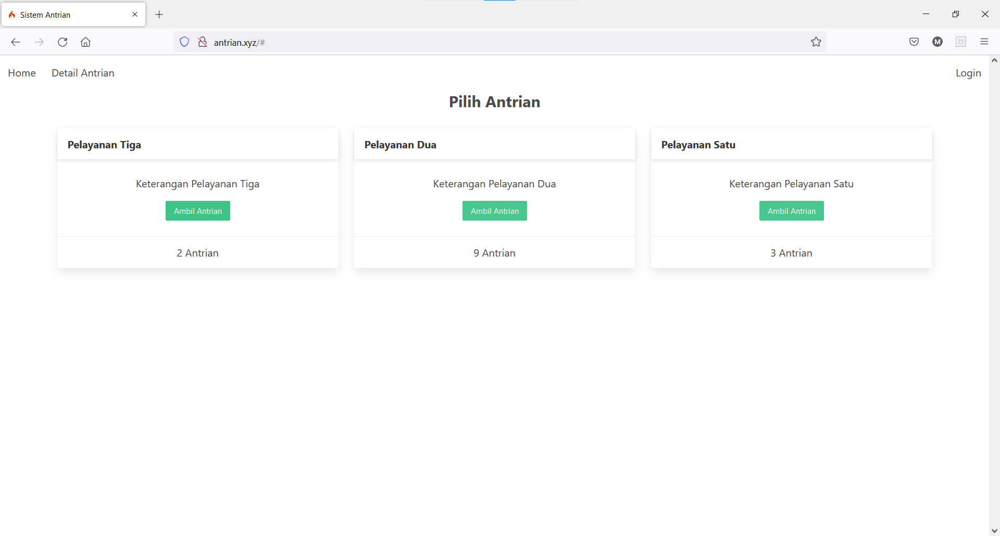 Sistem Antrian
antrian.xyz/#
M
Home Detail Antrian Login
Pilih Antrian
Pelayanan Tiga
Keterangan Pelayanan Tiga
Ambil Antrian
2 Antrian
Pelayanan Dua
Keterangan Pelayanan Dua
Ambil Antrian
9 Antrian
Pelayanan Satu
Keterangan Pelayanan Satu
Ambil Antrian
3 Antrian